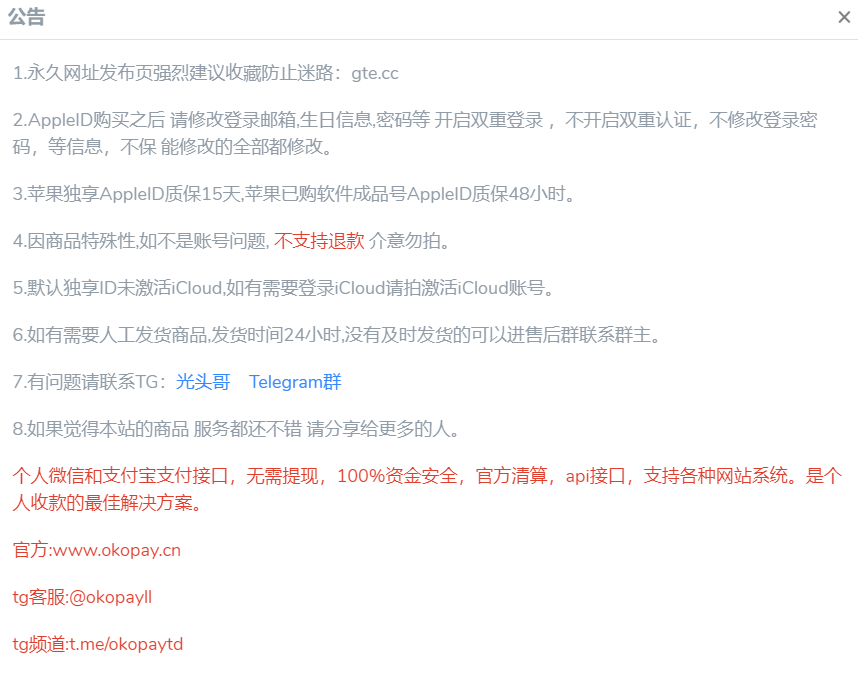 公告
×
1.永久网址发布页强烈建议收藏防止迷路：gte.cc
2.AppleID购买之后 请修改登录邮箱,生日信息,密码等 开启双重登录 ，不开启双重认证，不修改登录密
码，等信息，不保 能修改的全部都修改。
3.苹果独享AppleID质保15天,苹果已购软件成品号AppleID质保48小时。
4.因商品特殊性,如不是账号问题, 不支持退款 介意勿拍。
5.默认独享ID未激活iCloud,如有需要登录iCloud请拍激活iCloud账号。
6.如有需要人工发货商品,发货时间24小时,没有及时发货的可以进售后群联系群主。
7.有问题请联系TG：光头哥 Telegram群
8.如果觉得本站的商品 服务都还不错 请分享给更多的人。
个人微信和支付宝支付接口，无需提现，100%资金安全，官方清算，api接口，支持各种网站系统。是个
人收款的最佳解决方案。
官方:www.okopay.cn
tg客服:@okopayll
tg频道:t.me/okopaytd